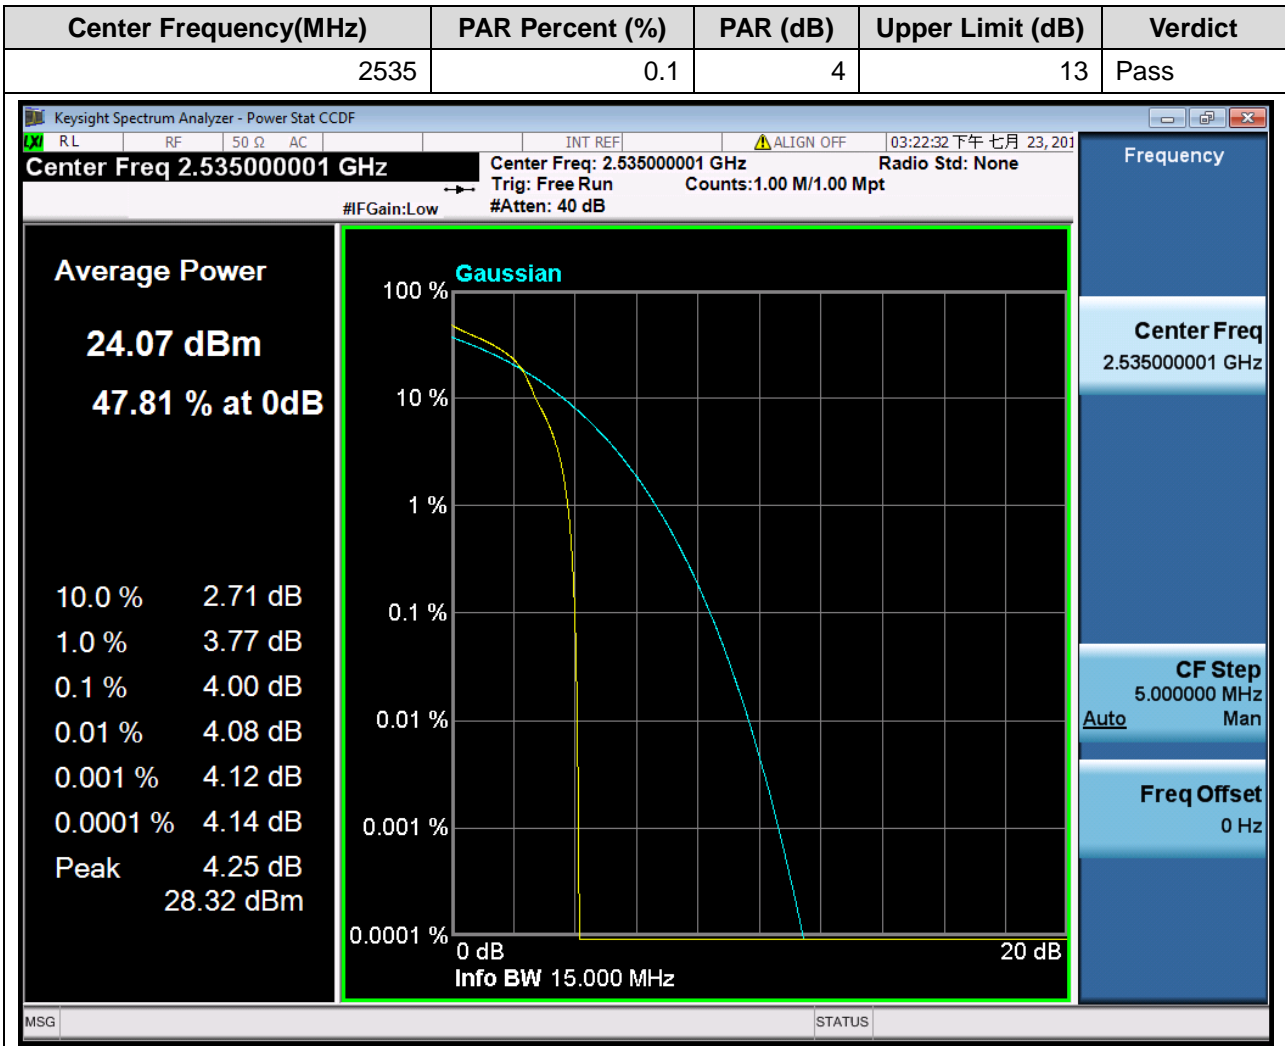 Center Frequency(MHz) PAR Percent (%) PAR (dB) Upper Limit (dB) Verdict
2535 0.1 4 13 Pass
Keysight Spectrum Analyzer - Power Stat CCDF
LXI RL RF 50 Ω AC INT REF ALIGN OFF 03:22:32 下午 七月 23, 201
Center Freq 2.535000001 GHz
Center Freq: 2.535000001 GHz Radio Std: None
Trig: Free Run Counts:1.00 M/1.00 Mpt
#IFGain:Low #Atten: 40 dB
Frequency
Average Power
24.07 dBm
47.81 % at 0dB
10.0 % 2.71 dB
1.0 % 3.77 dB
0.1 % 4.00 dB
0.01 % 4.08 dB
0.001 % 4.12 dB
0.0001 % 4.14 dB
Peak 4.25 dB
28.32 dBm
Gaussian
100 %
10 %
1 %
0.1 %
0.01 %
0.001 %
0.0001 %
0 dB 20 dB
Info BW 15.000 MHz
Center Freq
2.535000001 GHz
CF Step
5.000000 MHz
Auto Man
Freq Offset
0 Hz
MSG STATUS